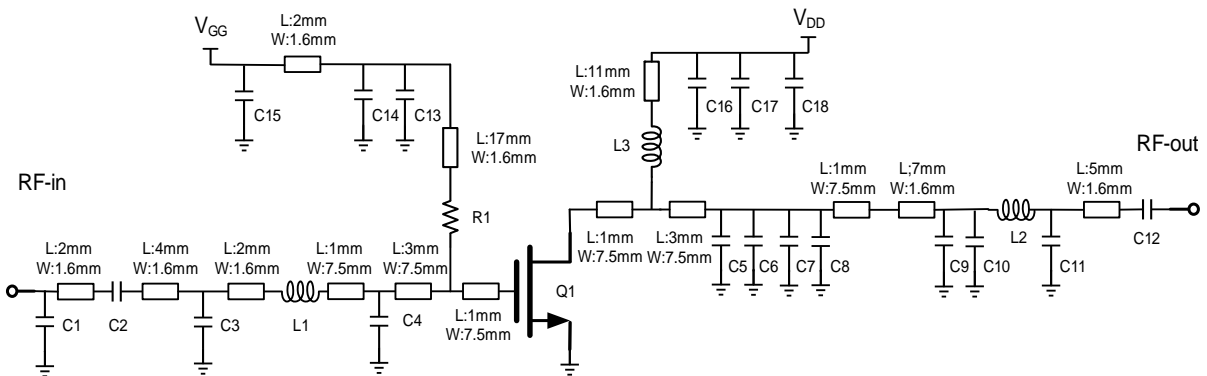 V_GG
L:2mm
W:1.6mm
C15
C14
C13
L:17mm
W:1.6mm
R1
RF-in
L:2mm
W:1.6mm
L:4mm
W:1.6mm
L:2mm
W:1.6mm
L:1mm
W:7.5mm
L:3mm
W:7.5mm
C1
C2
C3
L1
C4
L:1mm
W:7.5mm
Q1
V_DD
L:11mm
W:1.6mm
C16
C17
C18
L3
L:1mm
W:7.5mm
L:3mm
W:7.5mm
C5
C6
C7
C8
L:1mm
W:7.5mm
L;7mm
W:1.6mm
C9
C10
L2
C11
L:5mm
W:1.6mm
C12
RF-out